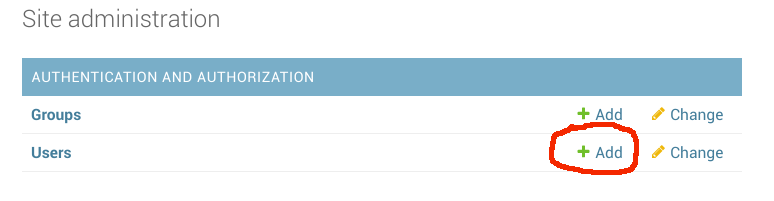 Site administration
AUTHENTICATION AND AUTHORIZATION
Groups Add Change
Users Add Change